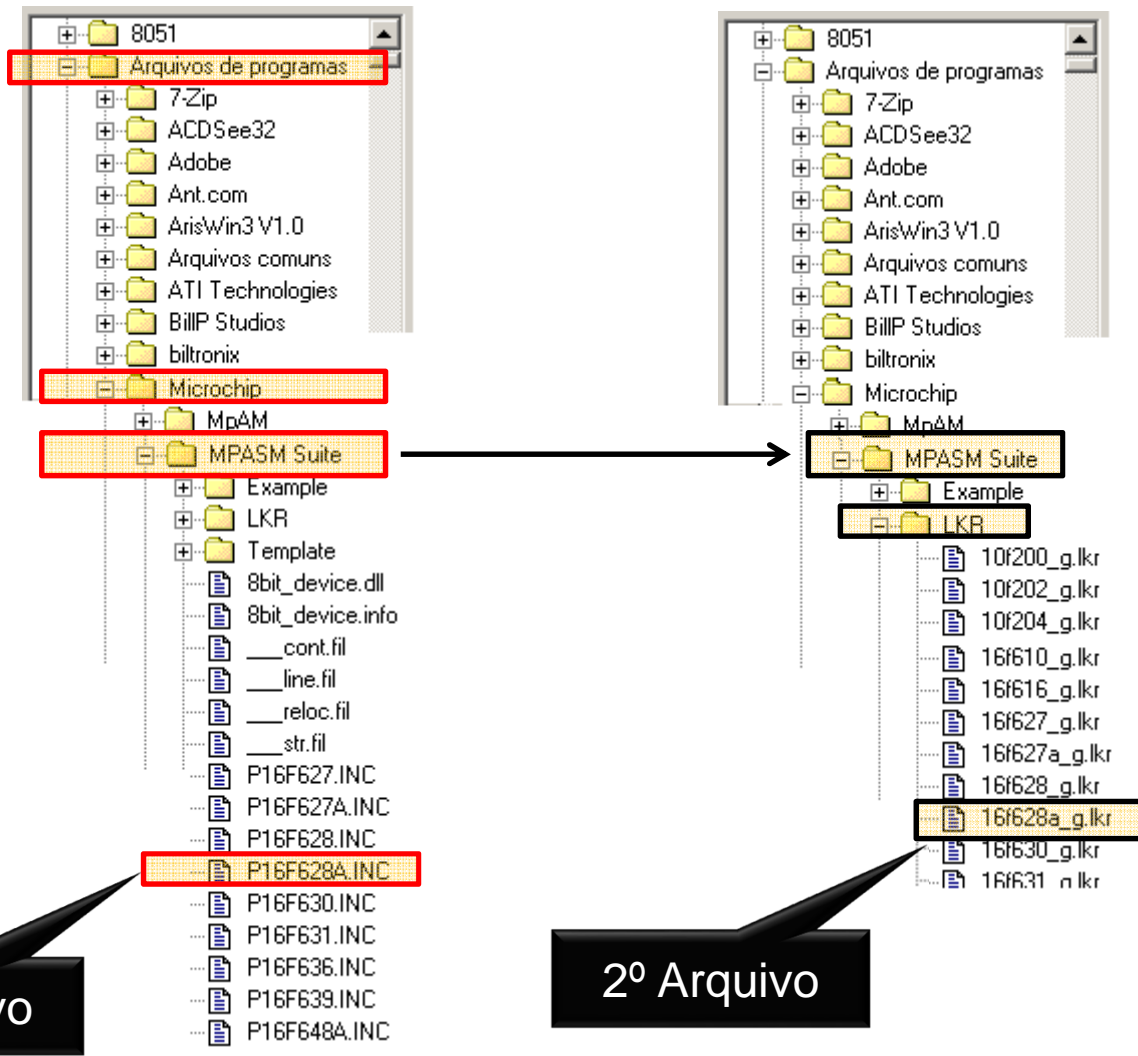 8051
Arquivos de programas
7-Zip
ACDSee32
Adobe
Ant.com
ArisWin3 V1.0
Arquivos comuns
ATI Technologies
BillP Studios
biltronix
Microchip
MpAM
MPASM Suite
Example
LKR
Template
8bit_device.dll
8bit_device.info
___cont.fil
___line.fil
___reloc.fil
___str.fil
P16F627.INC
P16F627A.INC
P16F628.INC
P16F628A.INC
P16F630.INC
P16F631.INC
P16F636.INC
P16F639.INC
P16F648A.INC
vo
8051
Arquivos de programas
7-Zip
ACDSee32
Adobe
Ant.com
ArisWin3 V1.0
Arquivos comuns
ATI Technologies
BillP Studios
biltronix
Microchip
MpAM
MPASM Suite
Example
LKR
10f200_g.lkr
10f202_g.lkr
10f204_g.lkr
16f610_g.lkr
16f616_g.lkr
16f627_g.lkr
16f627a_g.lkr
16f628_g.lkr
16f628a_g.lkr
16f630_g.lkr
16f631_g.lkr
2º Arquivo